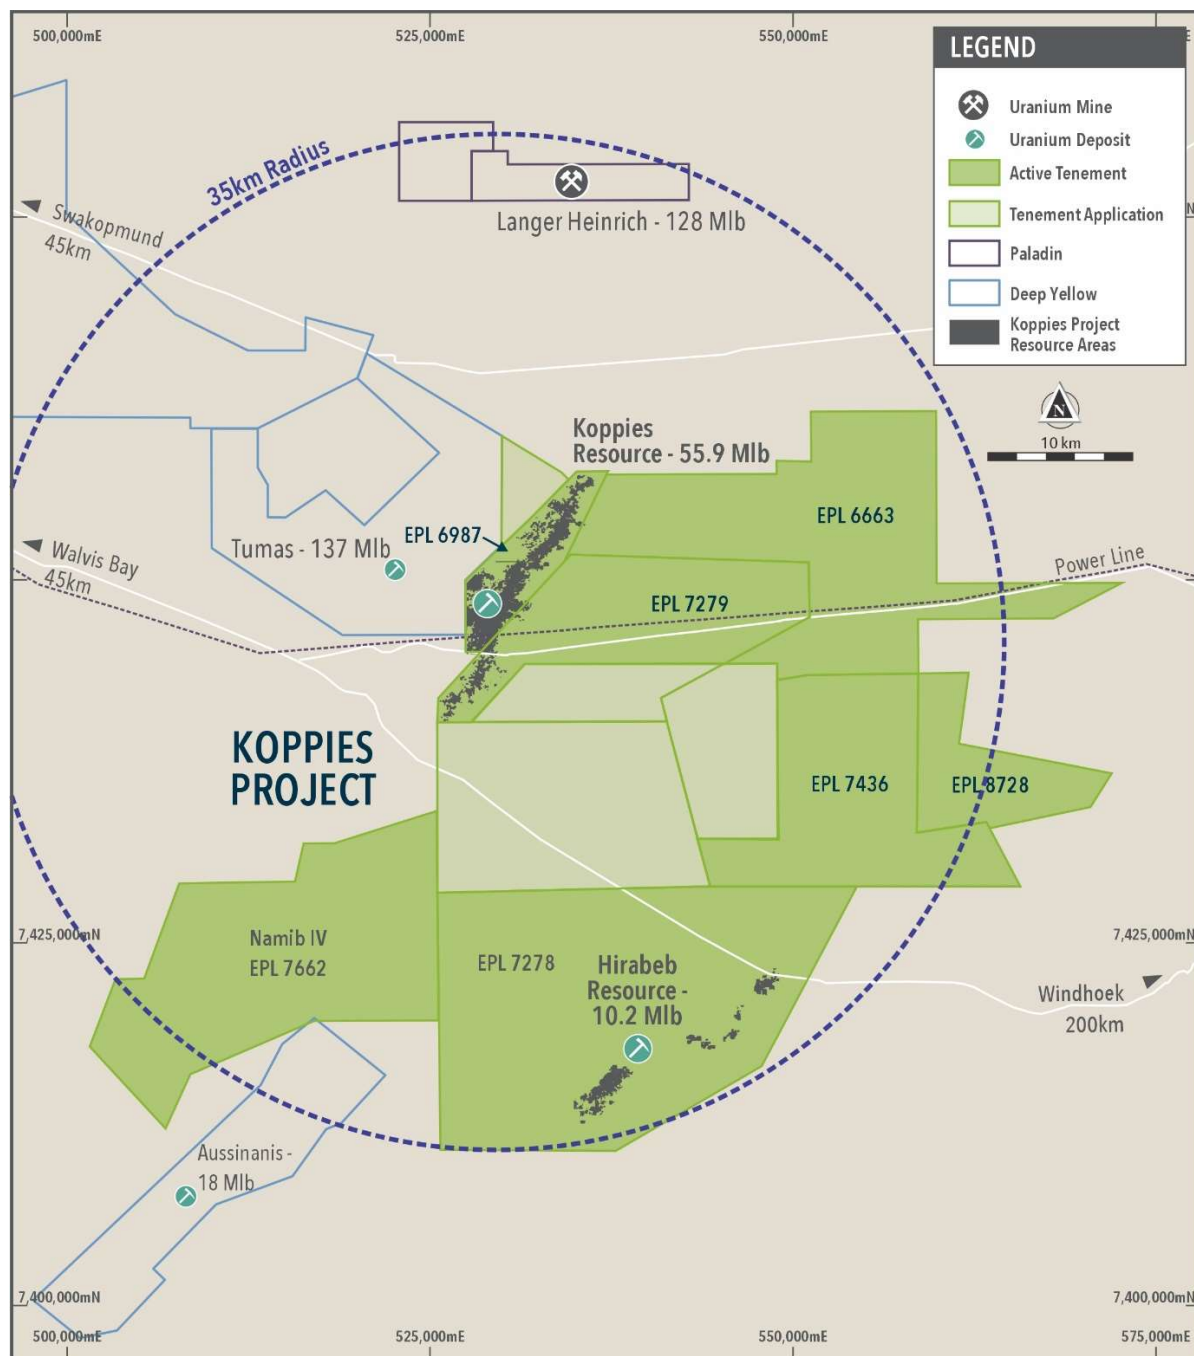 500,000mE
525,000mE
550,000mE
E
LEGEND
Uranium Mine
Uranium Deposit
Active Tenement
Tenement Application
Paladin
Deep Yellow
Koppies Project
Resource Areas
35km Radius
Swakopmund
45km
Langer Heinrich - 128 Mlb
N
N
10 km
Koppies
Resource - 55.9 Mlb
EPL 6663
EPL 6987
Tumas - 137 Mlb
Walvis Bay
45km
Power Line
EPL 7279
KOPPIES
PROJECT
EPL 7436
EPL 8728
7,425,000mN
7,425,000mN
Namib IV
EPL 7662
EPL 7278
Hirabeb
Resource -
10.2 Mlb
Windhoek
200km
Aussinanis -
18 Mlb
7,400,000mN
7,400,000mN
500,000mE
525,000mE
550,000mE
575,000mE